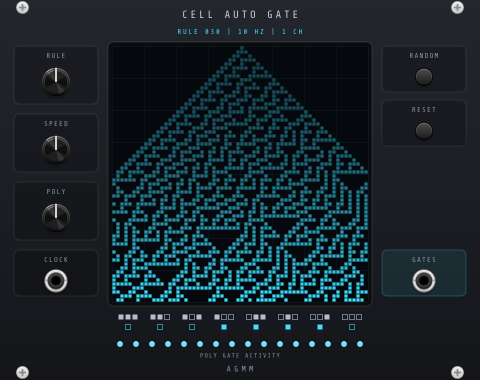 CELL AUTO GATE
RULE 030 | 10 HZ | 1 CH
RULE
SPEED
POLY
CLOCK
RANDOM
RESET
GATES
POLY GATE ACTIVITY
AGMM